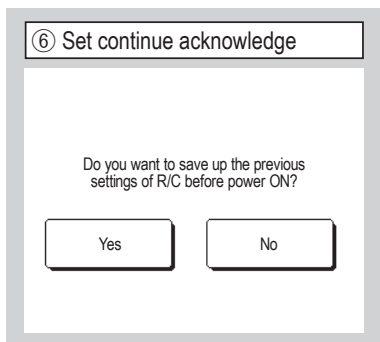 ⑥ Set continue acknowledge
Do you want to save up the previous
settings of R/C before power ON?
Yes
No